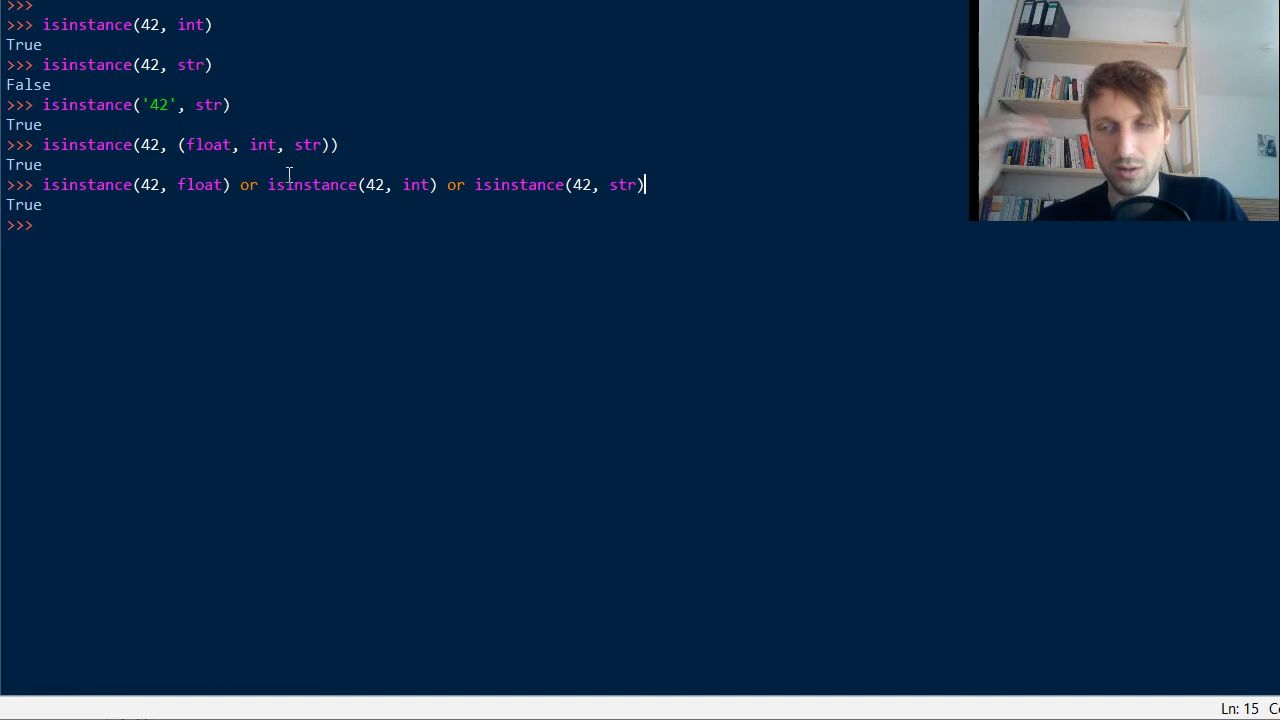 >>>
>>> isinstance(42, int)
True
>>> isinstance(42, str)
False
>>> isinstance('42', str)
True
>>> isinstance(42, (float, int, str))
True
>>> isinstance(42, float) or isinstance(42, int) or isinstance(42, str)
True
>>>
Ln: 15